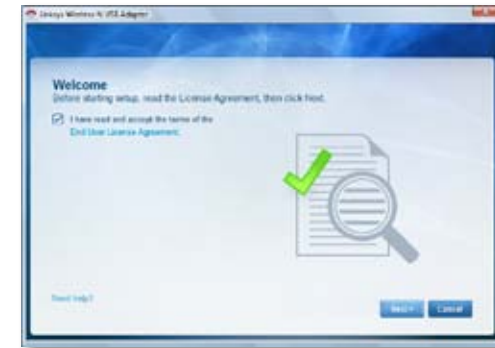 Linksys Wireless-N USB Adapter
Welcome
Before starting setup, read the License Agreement, then click Next.
I have read and accept the terms of the
End User License Agreement.
Need help?
Next
Cancel